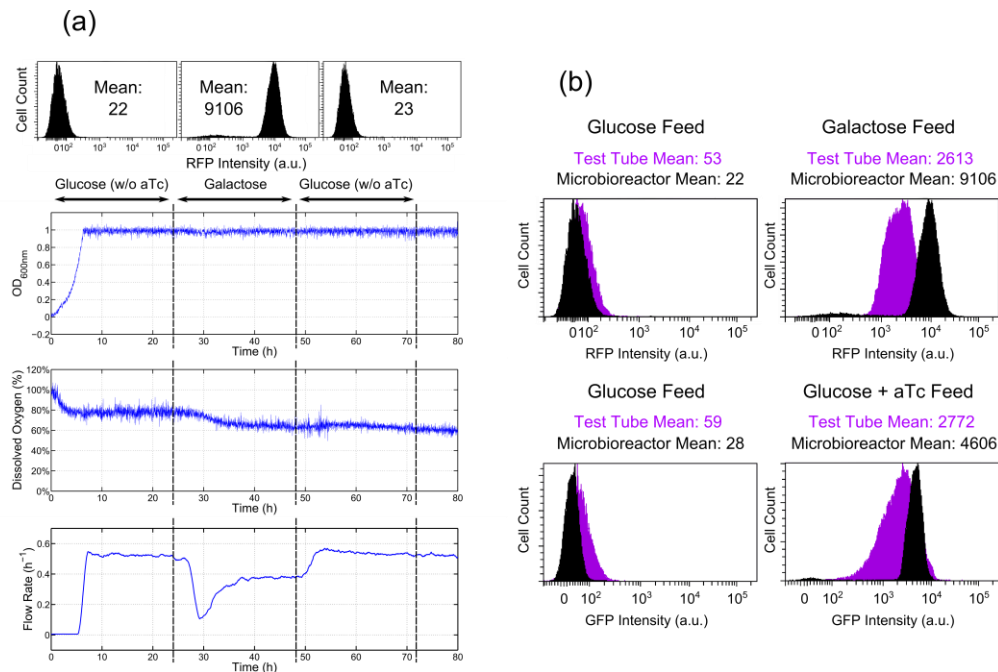 (a)
Cell Count
Mean:
22
Mean:
9106
Mean:
23
0 10² 10³ 10⁴ 10⁵
0 10² 10³ 10⁴ 10⁵
0 10² 10³ 10⁴ 10⁵
RFP Intensity (a.u.)
Glucose (w/o aTc)
Galactose
Glucose (w/o aTc)
OD600nm
1
0.8
0.6
0.4
0.2
0
−0.2
0 10 20 30 40 50 60 70 80
Time (h)
Dissolved Oxygen (%)
120%
100%
80%
60%
40%
20%
0%
0 10 20 30 40 50 60 70 80
Time (h)
Flow Rate (h⁻¹)
0.6
0.4
0.2
0
0 10 20 30 40 50 60 70 80
Time (h)
(b)
Glucose Feed
Test Tube Mean: 53
Microbioreactor Mean: 22
Cell Count
0 10² 10³ 10⁴ 10⁵
RFP Intensity (a.u.)
Galactose Feed
Test Tube Mean: 2613
Microbioreactor Mean: 9106
Cell Count
0 10² 10³ 10⁴ 10⁵
RFP Intensity (a.u.)
Glucose Feed
Test Tube Mean: 59
Microbioreactor Mean: 28
Cell Count
0 10² 10³ 10⁴ 10⁵
GFP Intensity (a.u.)
Glucose + aTc Feed
Test Tube Mean: 2772
Microbioreactor Mean: 4606
Cell Count
0 10² 10³ 10⁴ 10⁵
GFP Intensity (a.u.)